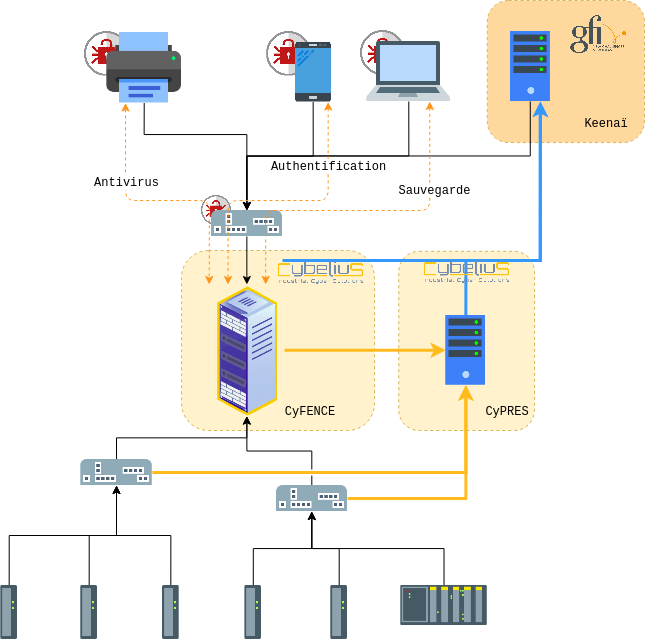 gfi
Keenaï
Authentification
Antivirus
Sauvegarde
Cybelius
Industrial Cyber Solutions
Cybelius
Industrial Cyber Solutions
CyFENCE
CyPRES